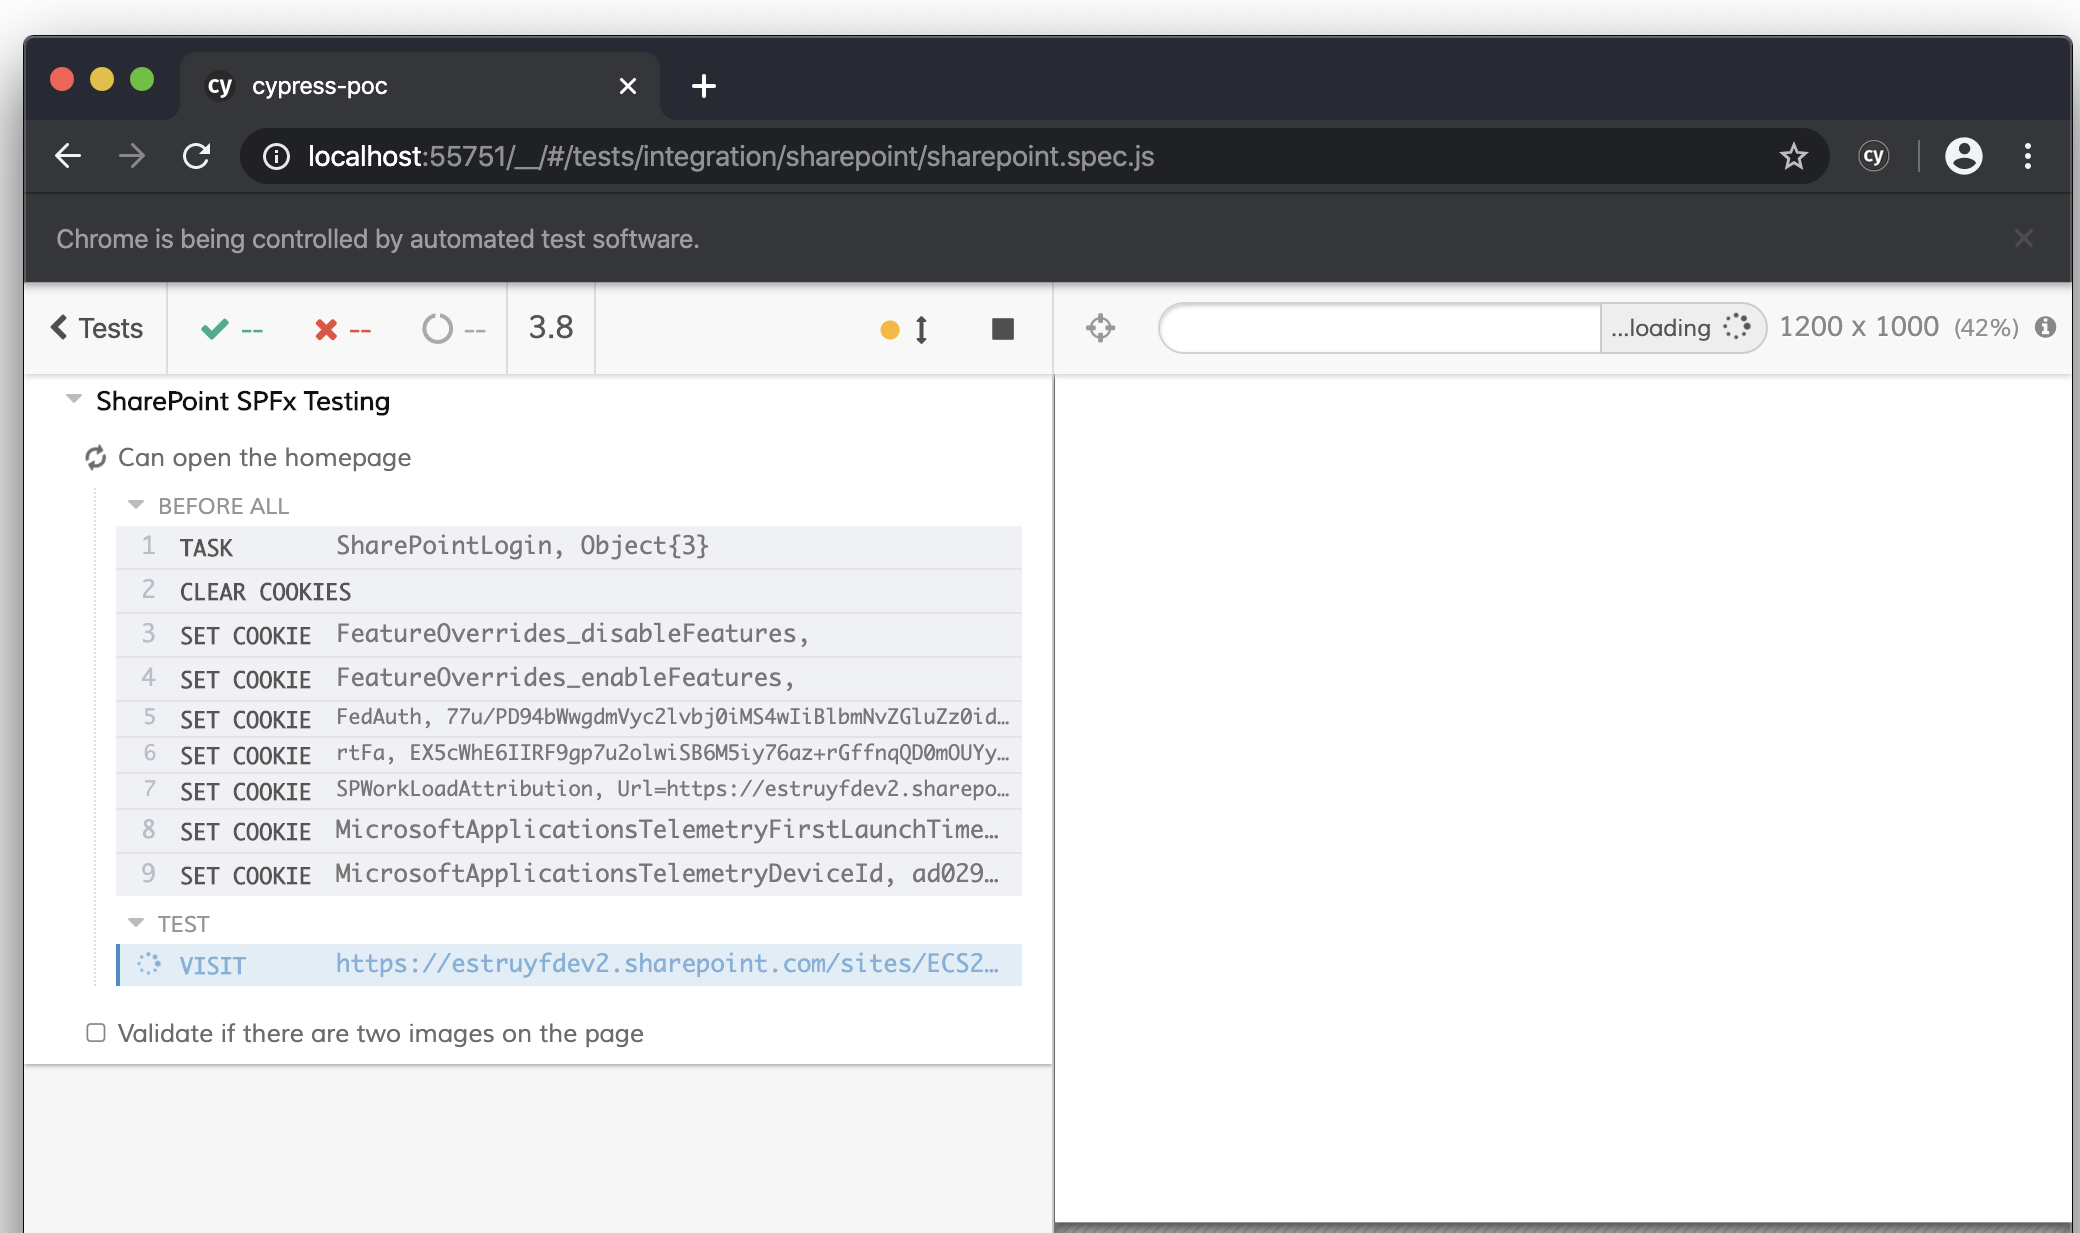 cy cypress-poc
localhost:55751/__/#/tests/integration/sharepoint/sharepoint.spec.js cy
Chrome is being controlled by automated test software.
Tests -- -- -- 3.8 ...loading 1200 x 1000 (42%)
SharePoint SPFx Testing
Can open the homepage
BEFORE ALL
1 TASK SharePointLogin, Object{3}
2 CLEAR COOKIES
3 SET COOKIE FeatureOverrides_disableFeatures,
4 SET COOKIE FeatureOverrides_enableFeatures,
5 SET COOKIE FedAuth, 77u/PD94bWwgdmVyc2lvbj0iMS4wIiBlbmNvZGluZz0id…
6 SET COOKIE rtFa, EX5cWhE6IIRF9gp7u2olwiSB6M5iy76az+rGffnqQD0mOUYy…
7 SET COOKIE SPWorkLoadAttribution, Url=https://estruyfdev2.sharepo…
8 SET COOKIE MicrosoftApplicationsTelemetryFirstLaunchTime…
9 SET COOKIE MicrosoftApplicationsTelemetryDeviceId, ad029…
TEST
VISIT https://estruyfdev2.sharepoint.com/sites/ECS2…
Validate if there are two images on the page